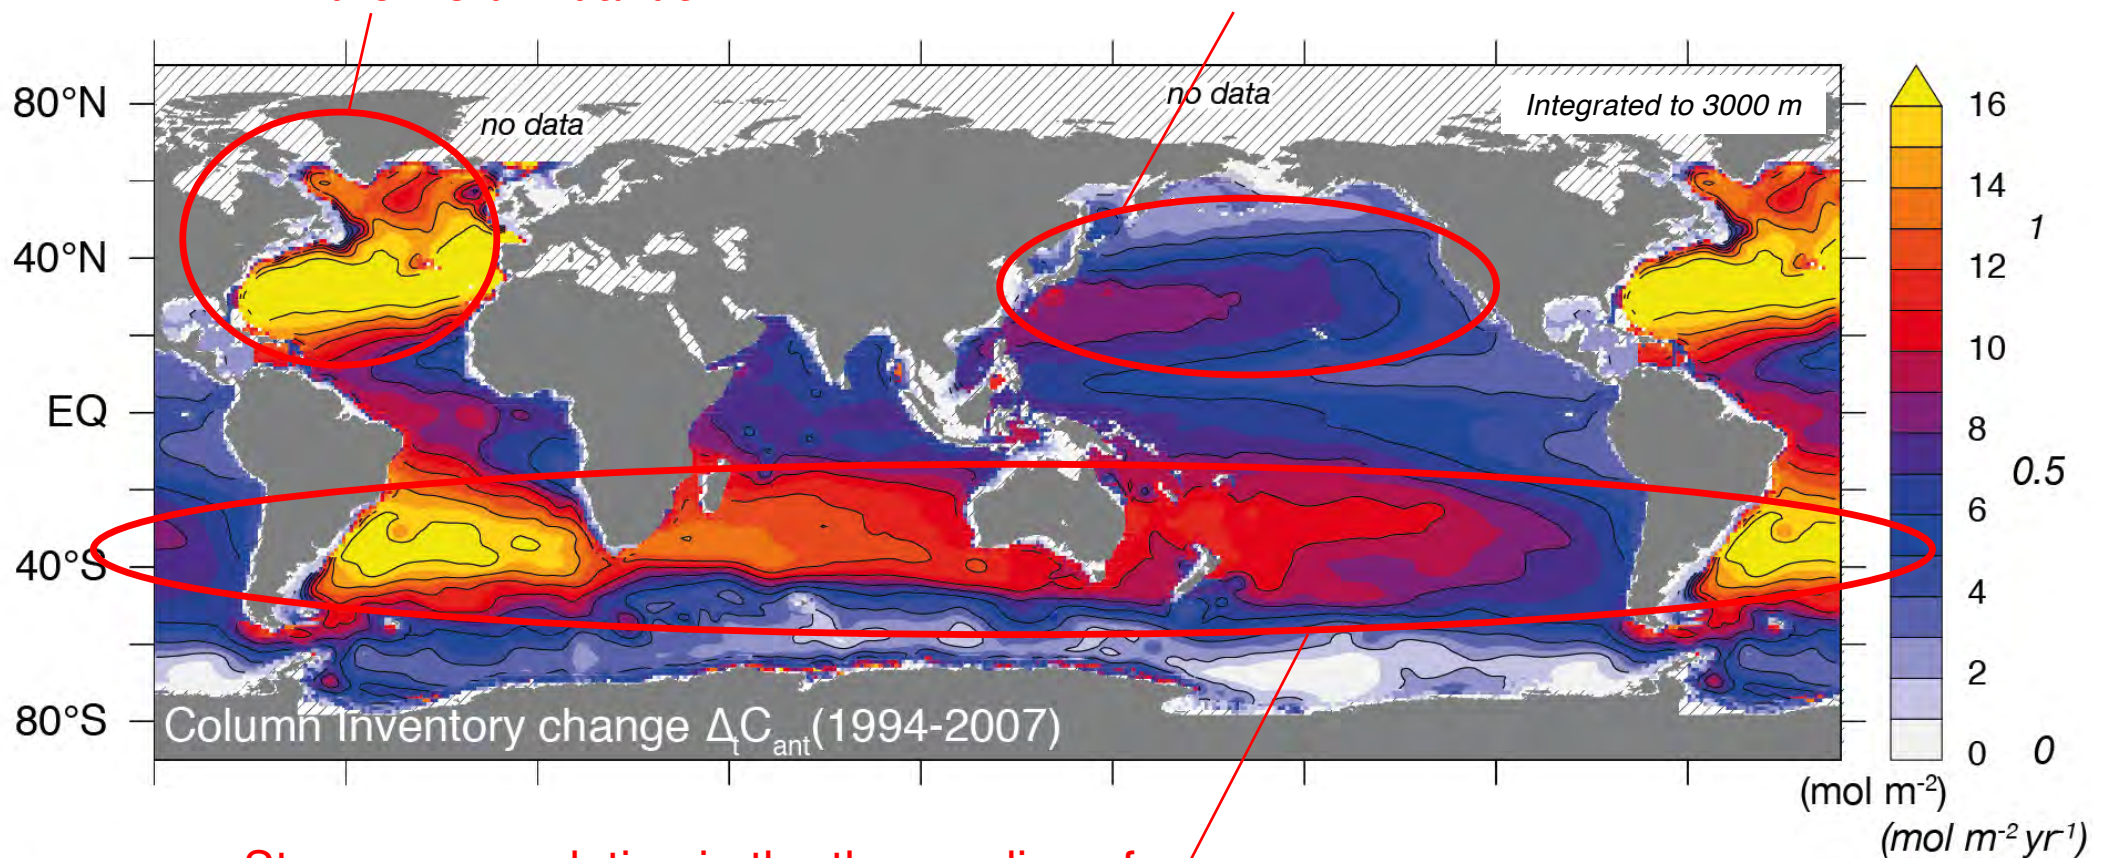 80°N
40°N
EQ
40°S
80°S
no data
no data
Integrated to 3000 m
Column Inventory change ΔtCant(1994-2007)
16
14
12
10
8
6
4
2
0
1
0.5
0
(mol m-2)
(mol m-2 yr-1)